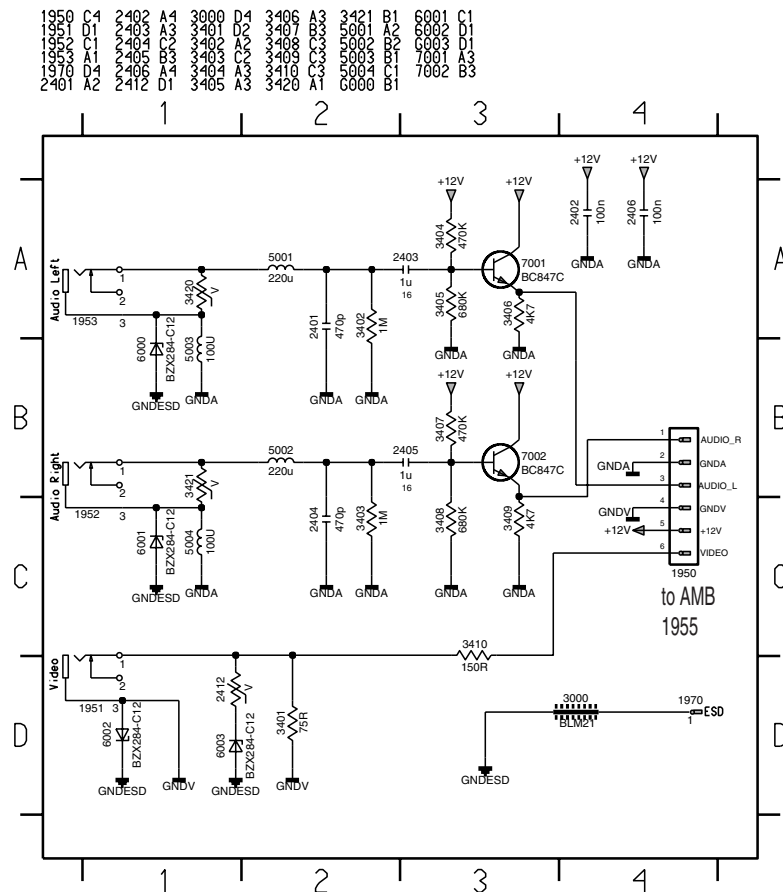 1950 C4 2402 A4 3000 D4 3406 A3 3421 B1 6001 C1
1951 D1 2403 A3 3401 D2 3407 B3 5001 A2 6002 D1
1952 C1 2404 C2 3402 A2 3408 C3 5002 B2 6003 D1
1953 A1 2405 B3 3403 C2 3409 C3 5003 B1 7001 A3
1970 D4 2406 A4 3404 A3 3410 C3 5004 C1 7002 B3
2401 A2 2412 D1 3405 A3 3420 A1 6000 B1
1 2 3 4
+12V +12V +12V +12V
2402 100n
2406 100n
GNDA GNDA
A A
Audio Left
1
2
3
1953
3420
V
5001
220u
2403
1u
16
3404 470K
7001
BC847C
3405 680K
3406 4K7
2401 470p
3402 1M
6000 BZX284-C12
5003 100U
GNDESD GNDA GNDA GNDA GNDA GNDA
B B
+12V +12V
Audio Right
1
2
3
1952
3421
V
5002
220u
2405
1u
16
3407 470K
7002
BC847C
3408 680K
3409 4K7
2404 470p
3403 1M
6001 BZX284-C12
5004 100U
GNDESD GNDA GNDA GNDA GNDA GNDA
1 AUDIO_R
2 GNDA
GNDA
3 AUDIO_L
4 GNDV
GNDV
5 +12V
+12V
6 VIDEO
1950
to AMB
1955
C C
Video
1
2
3
1951
3410
150R
2412
V
3401 75R
6002 BZX284-C12
6003 BZX284-C12
3000
BLM21
1970
1
ESD
GNDESD GNDV GNDESD GNDV GNDESD
D D
1 2 3 4